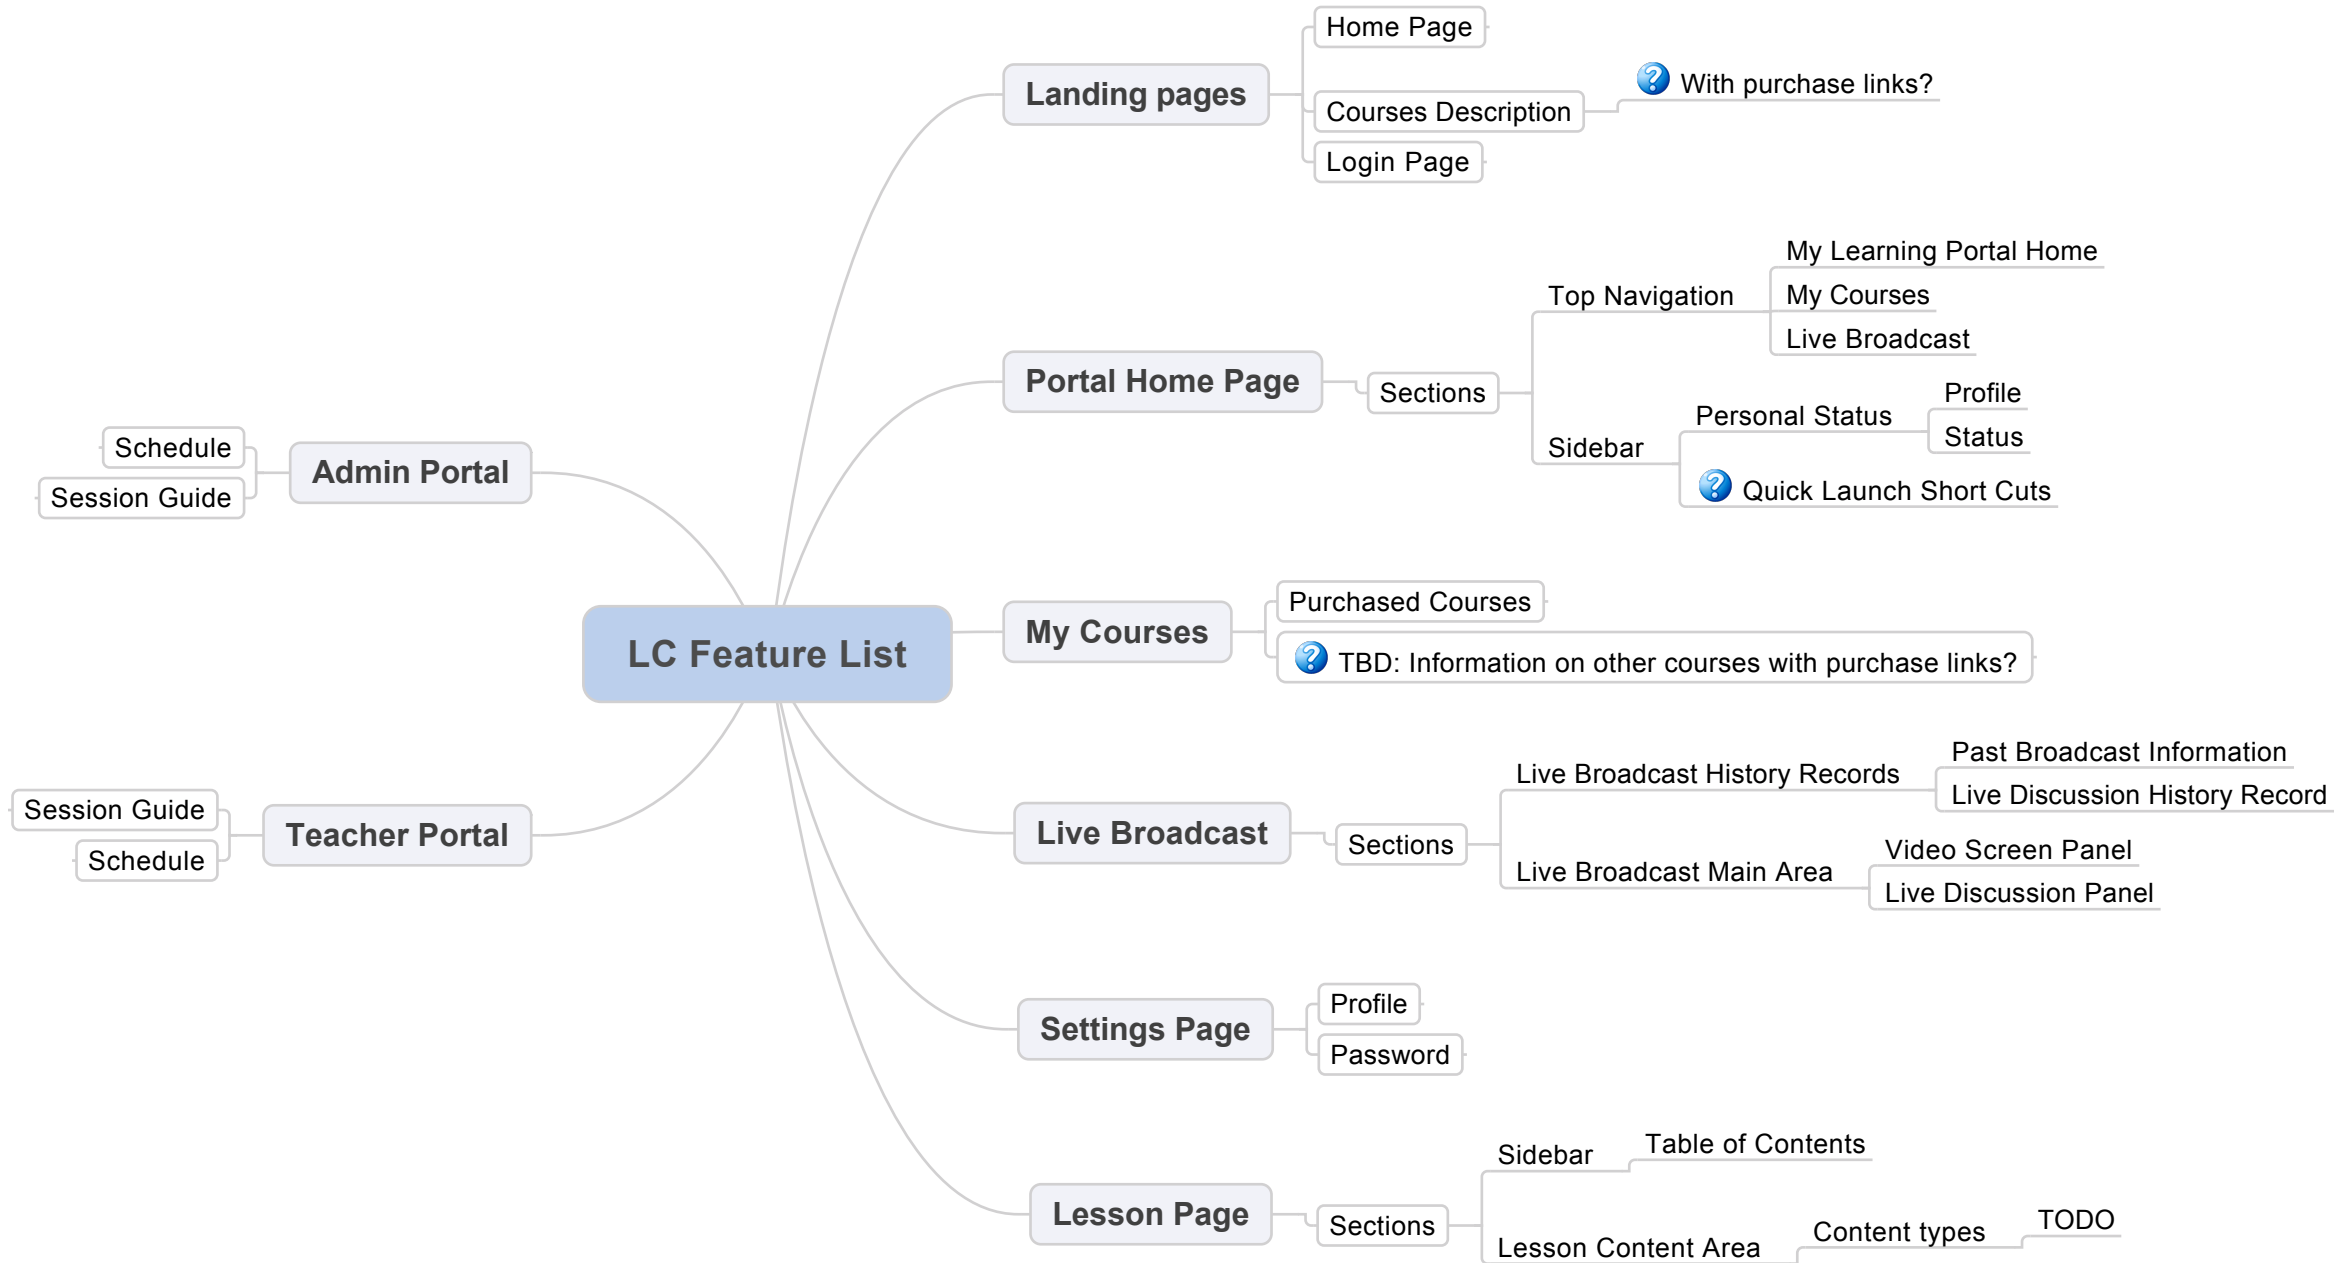 LC Feature List
Landing pages
Home Page
Courses Description
With purchase links?
Login Page
Portal Home Page
Sections
Top Navigation
My Learning Portal Home
My Courses
Live Broadcast
Sidebar
Personal Status
Profile
Status
Quick Launch Short Cuts
My Courses
Purchased Courses
TBD: Information on other courses with purchase links?
Live Broadcast
Sections
Live Broadcast History Records
Past Broadcast Information
Live Discussion History Record
Live Broadcast Main Area
Video Screen Panel
Live Discussion Panel
Settings Page
Profile
Password
Lesson Page
Sections
Sidebar
Table of Contents
Lesson Content Area
Content types
TODO
Admin Portal
Schedule
Session Guide
Teacher Portal
Session Guide
Schedule